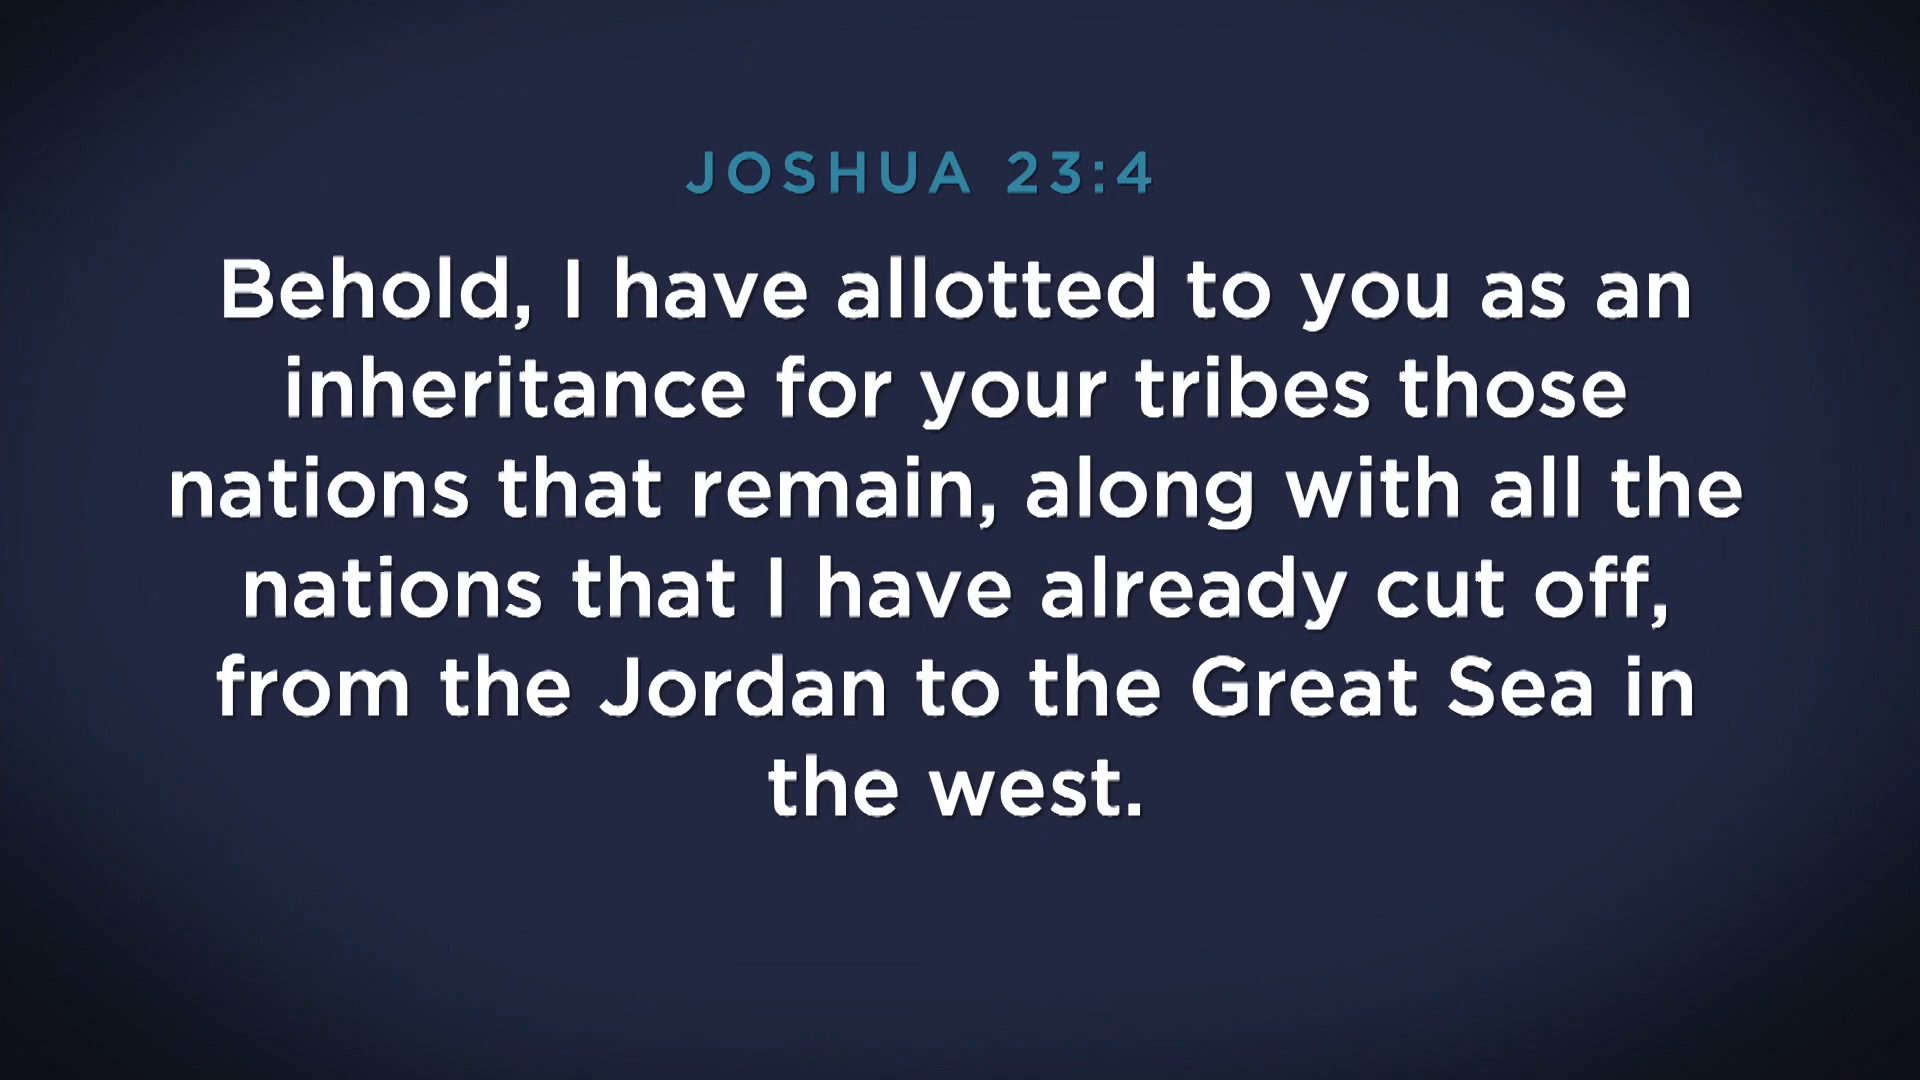 JOSHUA 23:4
Behold, I have allotted to you as an
inheritance for your tribes those
nations that remain, along with all the
nations that I have already cut off,
from the Jordan to the Great Sea in
the west.